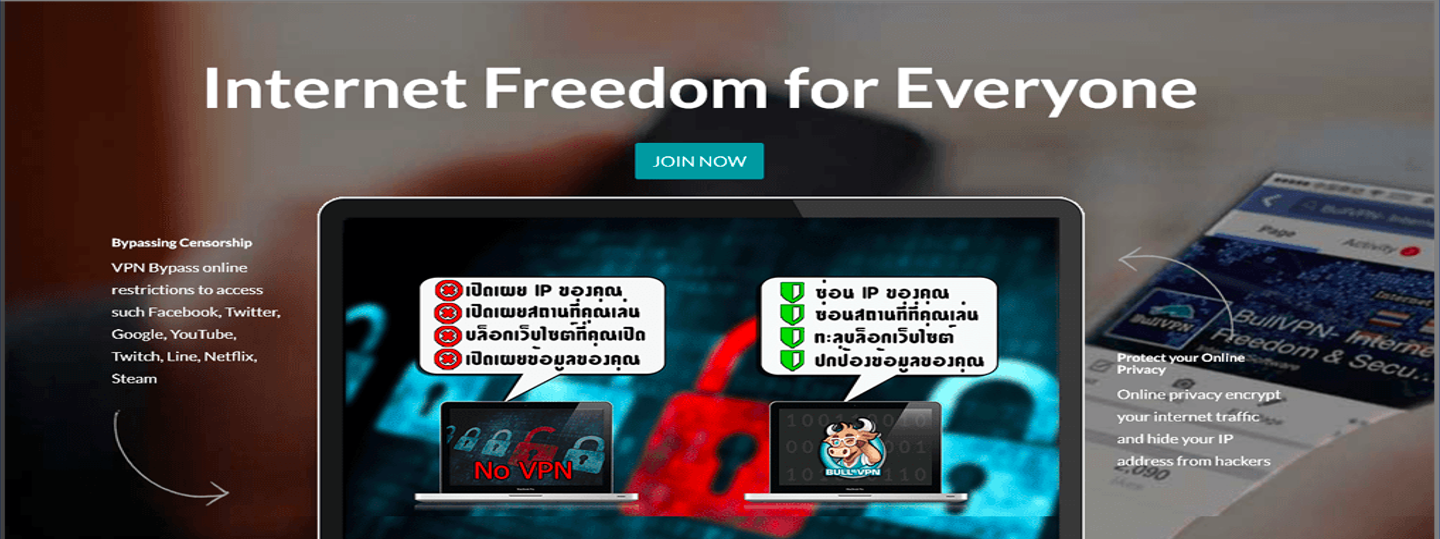 Internet Freedom for Everyone
JOIN NOW
Bypassing Censorship
VPN Bypass online
restrictions to access
such Facebook, Twitter,
Google, YouTube,
Twitch, Line, Netflix,
Steam
เปิดเผย IP ของคุณ
เปิดเผยสถานที่คุณเล่น
บล็อกเว็บไซต์ที่คุณเปิด
เปิดเผยข้อมูลของคุณ
No VPN
ซ่อน IP ของคุณ
ซ่อนสถานที่ที่คุณเล่น
ทะลุบล็อกเว็บไซต์
ปกป้องข้อมูลของคุณ
BULL VPN
Page
Activity
BullVPN
BullVPN- Interne
Freedom & Secu...
Protect your Online
Privacy
Online privacy encrypt
your internet traffic
and hide your IP
address from hackers